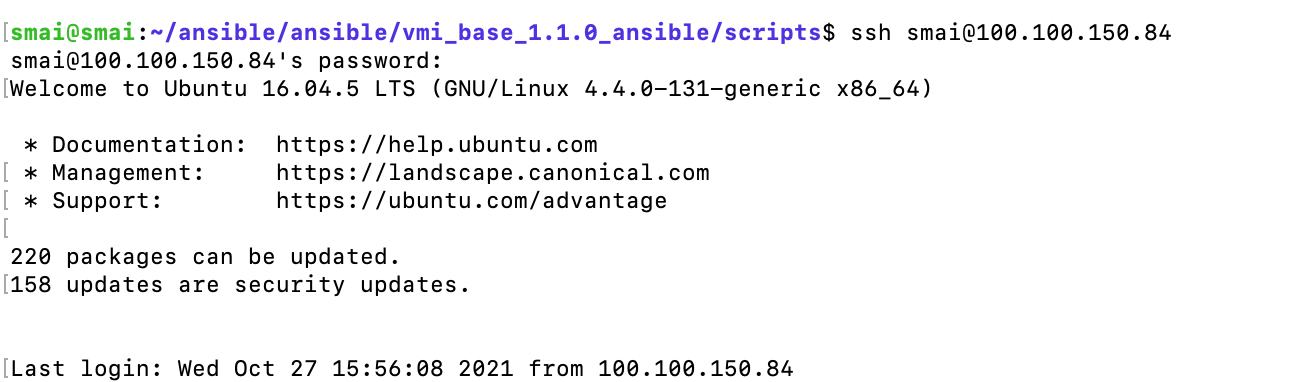 [smai@smai:~/ansible/ansible/vmi_base_1.1.0_ansible/scripts$ ssh smai@100.100.150.84
smai@100.100.150.84's password:
[Welcome to Ubuntu 16.04.5 LTS (GNU/Linux 4.4.0-131-generic x86_64)
* Documentation:  https://help.ubuntu.com
[ * Management:     https://landscape.canonical.com
[ * Support:        https://ubuntu.com/advantage
[
220 packages can be updated.
[158 updates are security updates.
[Last login: Wed Oct 27 15:56:08 2021 from 100.100.150.84